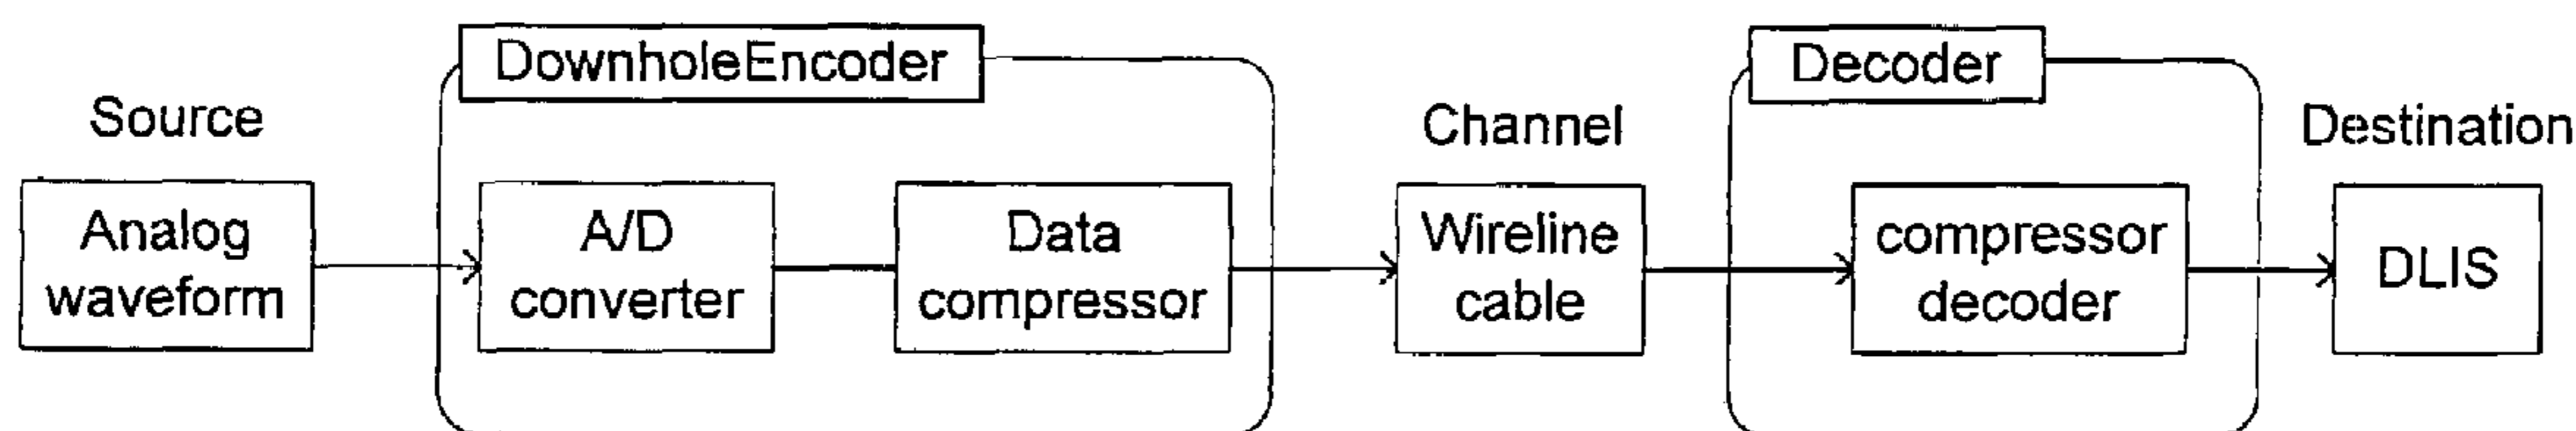 DownholeEncoder
Decoder
Source
Channel
Destination
Analog
waveform
A/D
converter
Data
compressor
Wireline
cable
compressor
decoder
DLIS